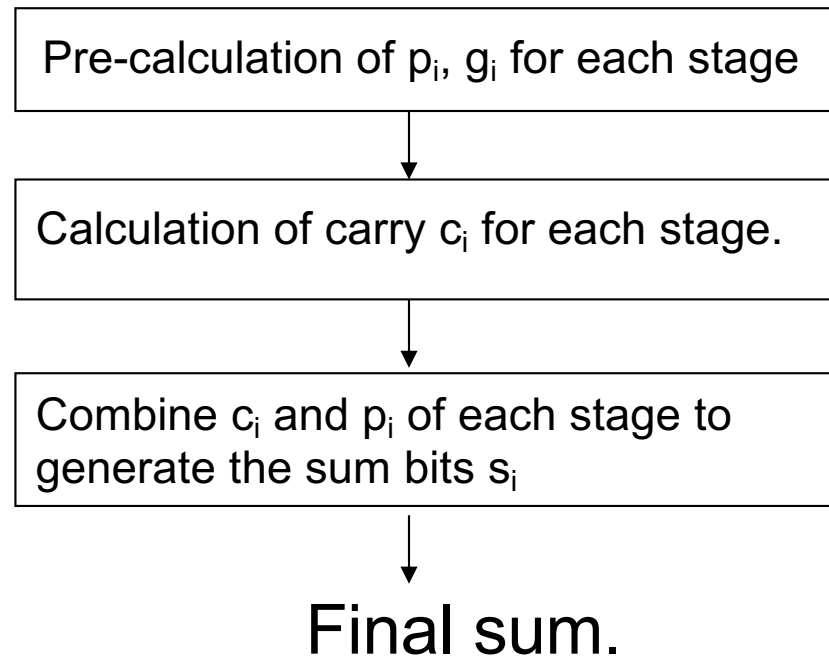 Pre-calculation of pᵢ, gᵢ for each stage
Calculation of carry cᵢ for each stage.
Combine cᵢ and pᵢ of each stage to
generate the sum bits sᵢ
Final sum.